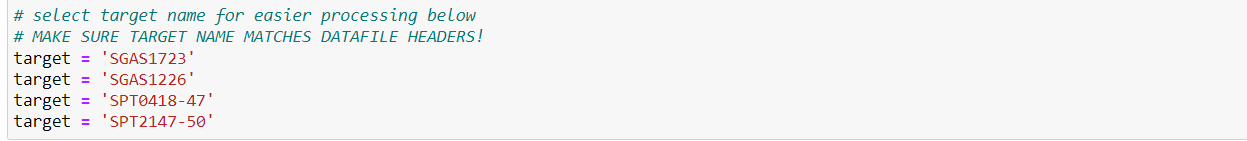 # select target name for easier processing below
# MAKE SURE TARGET NAME MATCHES DATAFILE HEADERS!
target = 'SGAS1723'
target = 'SGAS1226'
target = 'SPT0418-47'
target = 'SPT2147-50'